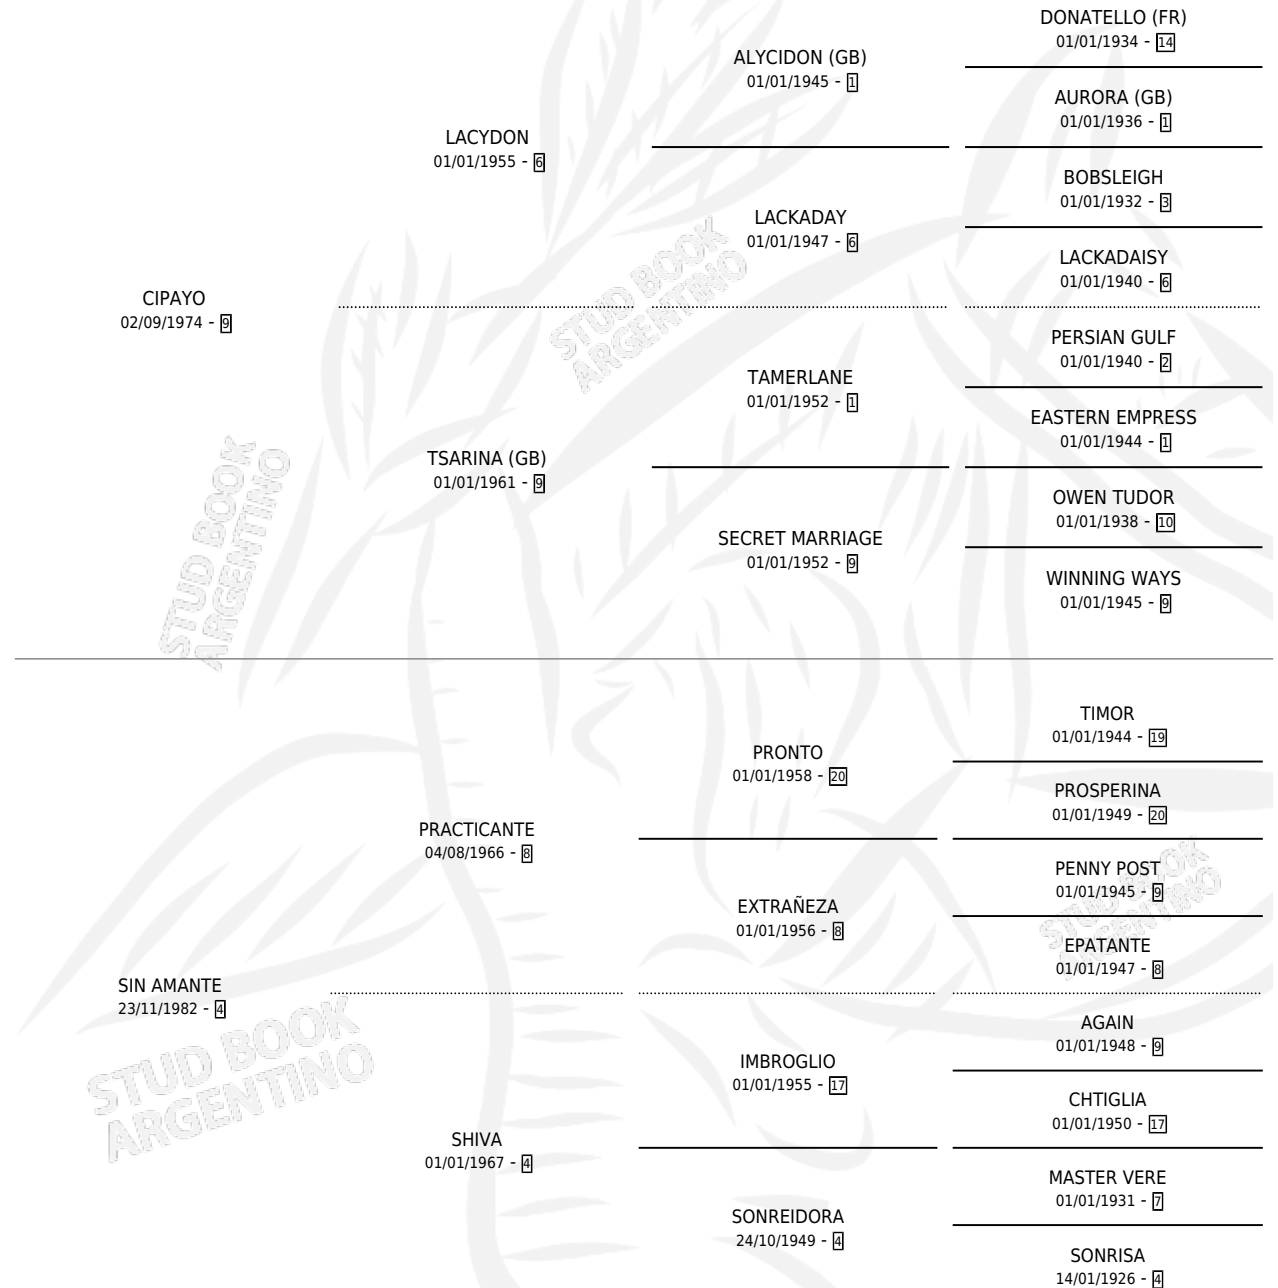 DONATELLO (FR)
01/01/1934 - 14
ALYCIDON (GB)
01/01/1945 - 1
AURORA (GB)
01/01/1936 - 1
LACYDON
01/01/1955 - 6
BOBSLEIGH
01/01/1932 - 3
LACKADAY
01/01/1947 - 6
LACKADAISY
01/01/1940 - 6
CIPAYO
02/09/1974 - 9
PERSIAN GULF
01/01/1940 - 2
TAMERLANE
01/01/1952 - 1
EASTERN EMPRESS
01/01/1944 - 1
TSARINA (GB)
01/01/1961 - 9
OWEN TUDOR
01/01/1938 - 10
SECRET MARRIAGE
01/01/1952 - 9
WINNING WAYS
01/01/1945 - 9
TIMOR
01/01/1944 - 19
PRONTO
01/01/1958 - 20
PROSPERINA
01/01/1949 - 20
PRACTICANTE
04/08/1966 - 8
PENNY POST
01/01/1945 - 9
EXTRAÑEZA
01/01/1956 - 8
EPATANTE
01/01/1947 - 8
SIN AMANTE
23/11/1982 - 4
AGAIN
01/01/1948 - 9
IMBROGLIO
01/01/1955 - 17
CHTIGLIA
01/01/1950 - 17
SHIVA
01/01/1967 - 4
MASTER VERE
01/01/1931 - 7
SONREIDORA
24/10/1949 - 4
SONRISA
14/01/1926 - 4
STUD BOOK
ARGENTINO
STUD BOOK
ARGENTINO
STUD BOOK
ARGENTINO
STUD BOOK
ARGENTINO